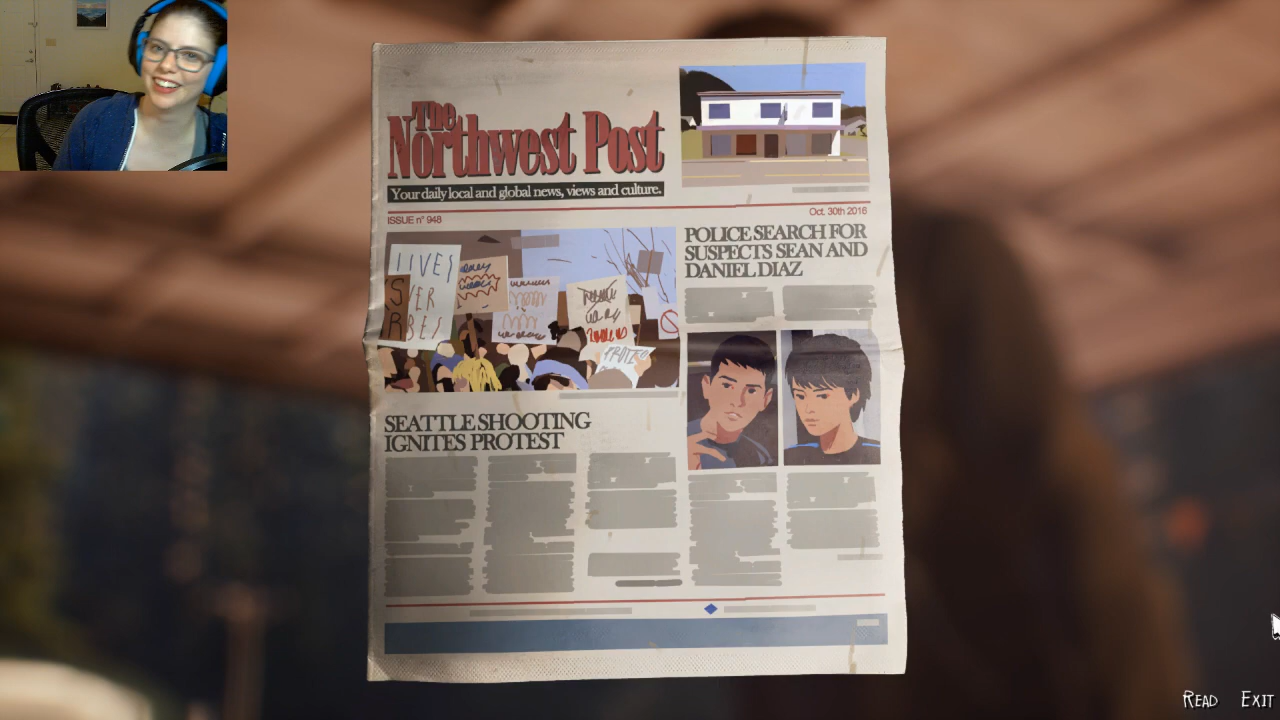 The
Northwest Post
Your daily local and global news, views and culture.
ISSUE n° 948
Oct. 30th 2016
LIVES
POLICE SEARCH FOR
SUSPECTS SEAN AND
DANIEL DIAZ
SEATTLE SHOOTING
IGNITES PROTEST
READ EXIT